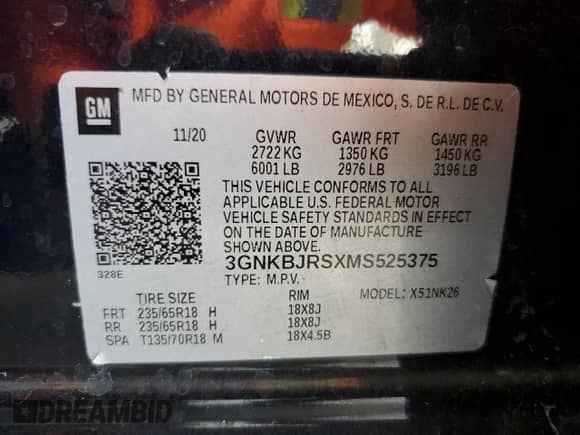 GM
MFD BY GENERAL MOTORS DE MEXICO, S. DE R.L. DE C.V.
11/20 GVWR GAWR FRT GAWR RR
2722 KG 1350 KG 1450 KG
6001 LB 2976 LB 3196 LB
THIS VEHICLE CONFORMS TO ALL
APPLICABLE U.S. FEDERAL MOTOR
VEHICLE SAFETY STANDARDS IN EFFECT
ON THE DATE OF MANUFACTURE
SHOWN ABOVE.
328E
3GNKBJRSXMS525375
TYPE: M.P.V. MODEL: X51NK26
TIRE SIZE RIM
FRT 235/65R18 H 18X8J
RR 235/65R18 H 18X8J
SPA T135/70R18 M 18X4.5B
DREAMBID